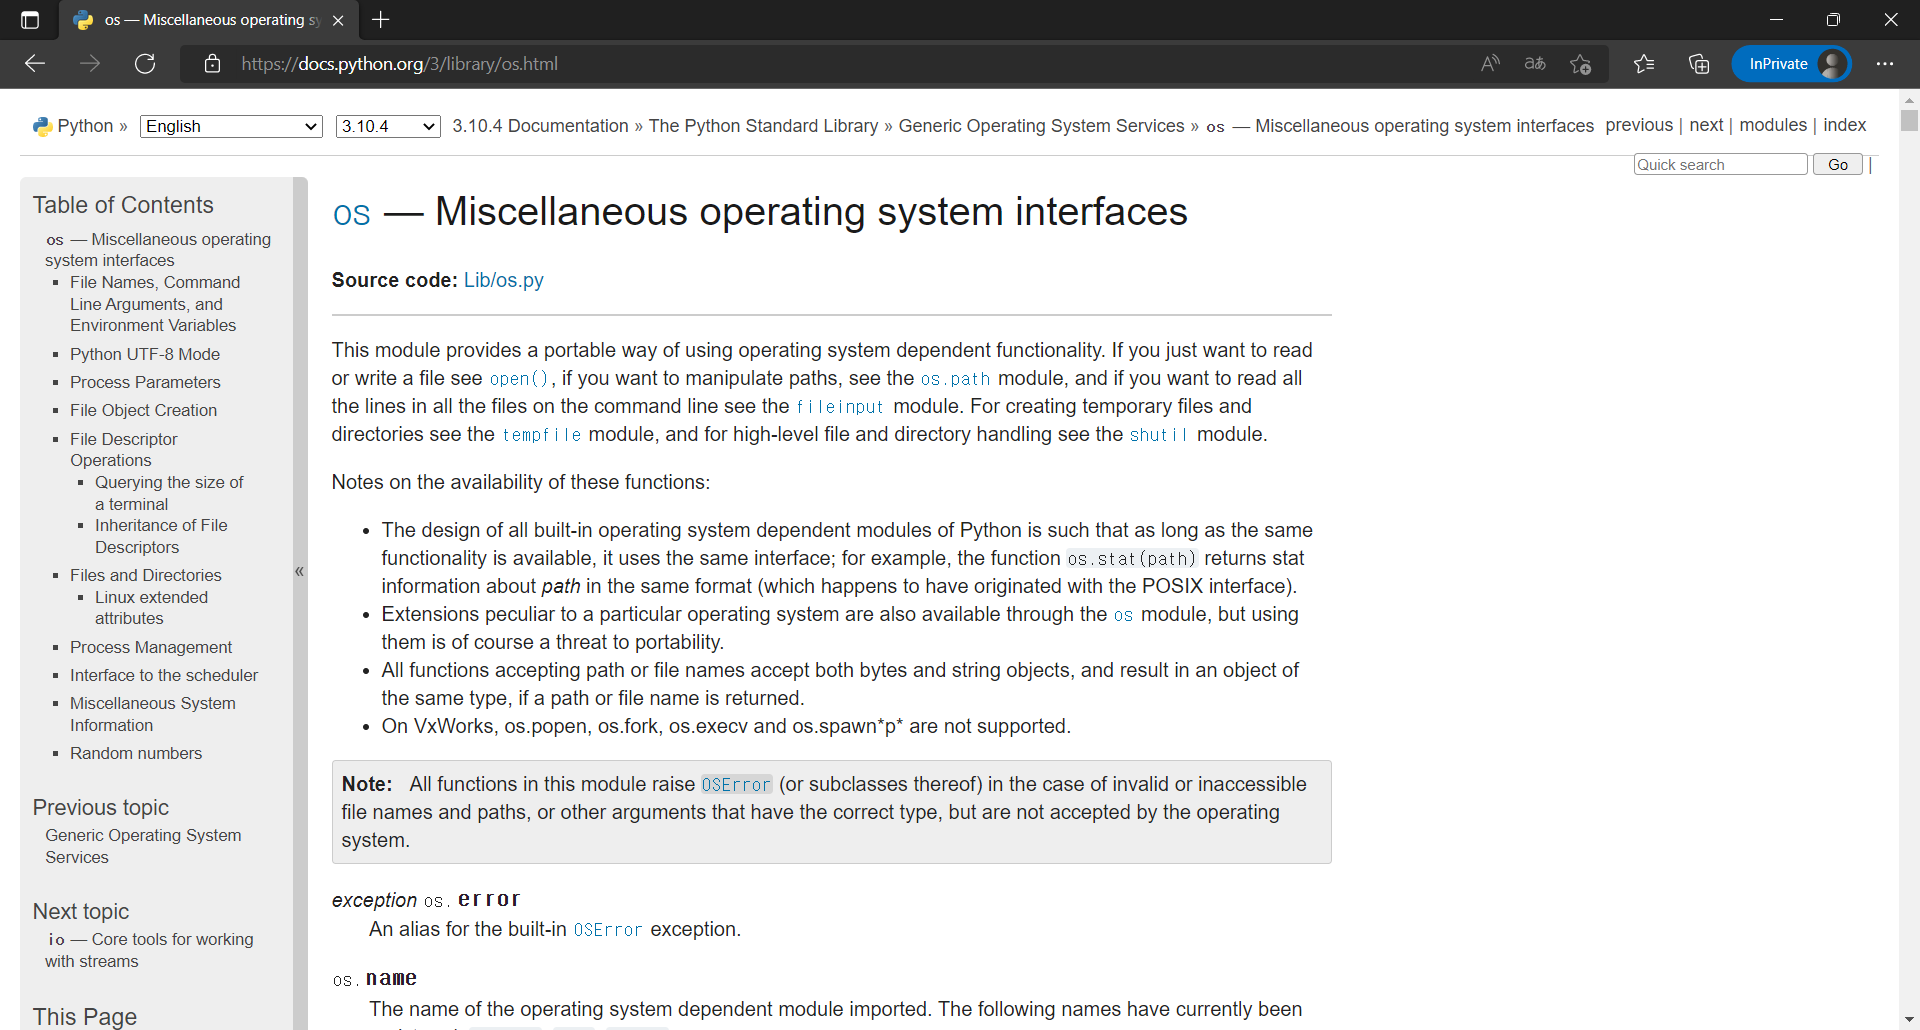 os — Miscellaneous operating
https://docs.python.org/3/library/os.html
InPrivate
Python » English 3.10.4 3.10.4 Documentation » The Python Standard Library » Generic Operating System Services » os — Miscellaneous operating system interfaces previous | next | modules | index
Quick search Go |
Table of Contents
os — Miscellaneous operating
system interfaces
File Names, Command
Line Arguments, and
Environment Variables
Python UTF-8 Mode
Process Parameters
File Object Creation
File Descriptor
Operations
Querying the size of
a terminal
Inheritance of File
Descriptors
Files and Directories
Linux extended
attributes
Process Management
Interface to the scheduler
Miscellaneous System
Information
Random numbers
Previous topic
Generic Operating System
Services
Next topic
io — Core tools for working
with streams
This Page
«
os — Miscellaneous operating system interfaces
Source code: Lib/os.py
This module provides a portable way of using operating system dependent functionality. If you just want to read
or write a file see open(), if you want to manipulate paths, see the os.path module, and if you want to read all
the lines in all the files on the command line see the fileinput module. For creating temporary files and
directories see the tempfile module, and for high-level file and directory handling see the shutil module.
Notes on the availability of these functions:
• The design of all built-in operating system dependent modules of Python is such that as long as the same
functionality is available, it uses the same interface; for example, the function os.stat(path) returns stat
information about path in the same format (which happens to have originated with the POSIX interface).
• Extensions peculiar to a particular operating system are also available through the os module, but using
them is of course a threat to portability.
• All functions accepting path or file names accept both bytes and string objects, and result in an object of
the same type, if a path or file name is returned.
• On VxWorks, os.popen, os.fork, os.execv and os.spawn*p* are not supported.
Note: All functions in this module raise OSError (or subclasses thereof) in the case of invalid or inaccessible
file names and paths, or other arguments that have the correct type, but are not accepted by the operating
system.
exception os.error
An alias for the built-in OSError exception.
os.name
The name of the operating system dependent module imported. The following names have currently been